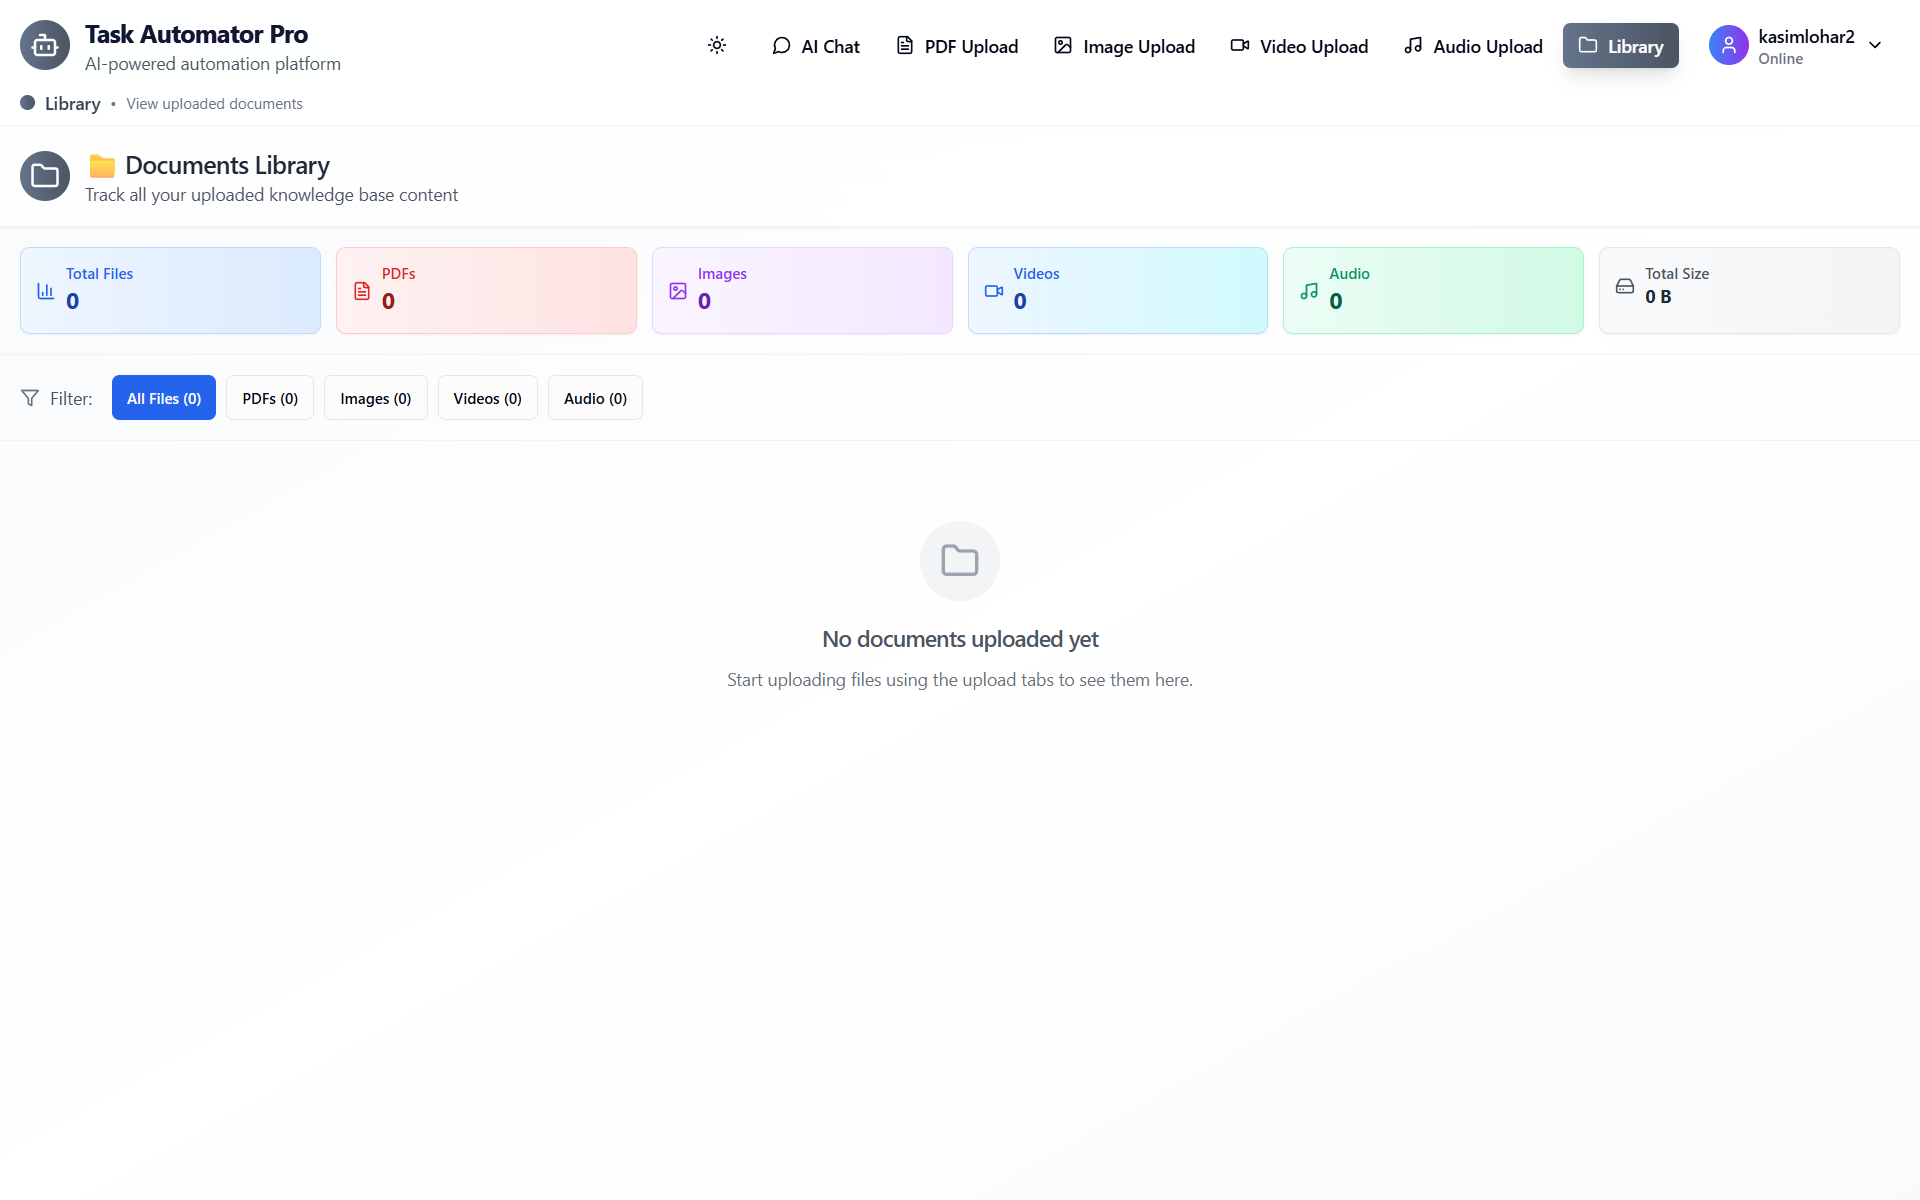 Task Automator Pro
AI-powered automation platform
AI Chat
PDF Upload
Image Upload
Video Upload
Audio Upload
Library
kasimlohar2
Online
Library • View uploaded documents
Documents Library
Track all your uploaded knowledge base content
Total Files
0
PDFs
0
Images
0
Videos
0
Audio
0
Total Size
0 B
Filter:
All Files (0)
PDFs (0)
Images (0)
Videos (0)
Audio (0)
No documents uploaded yet
Start uploading files using the upload tabs to see them here.